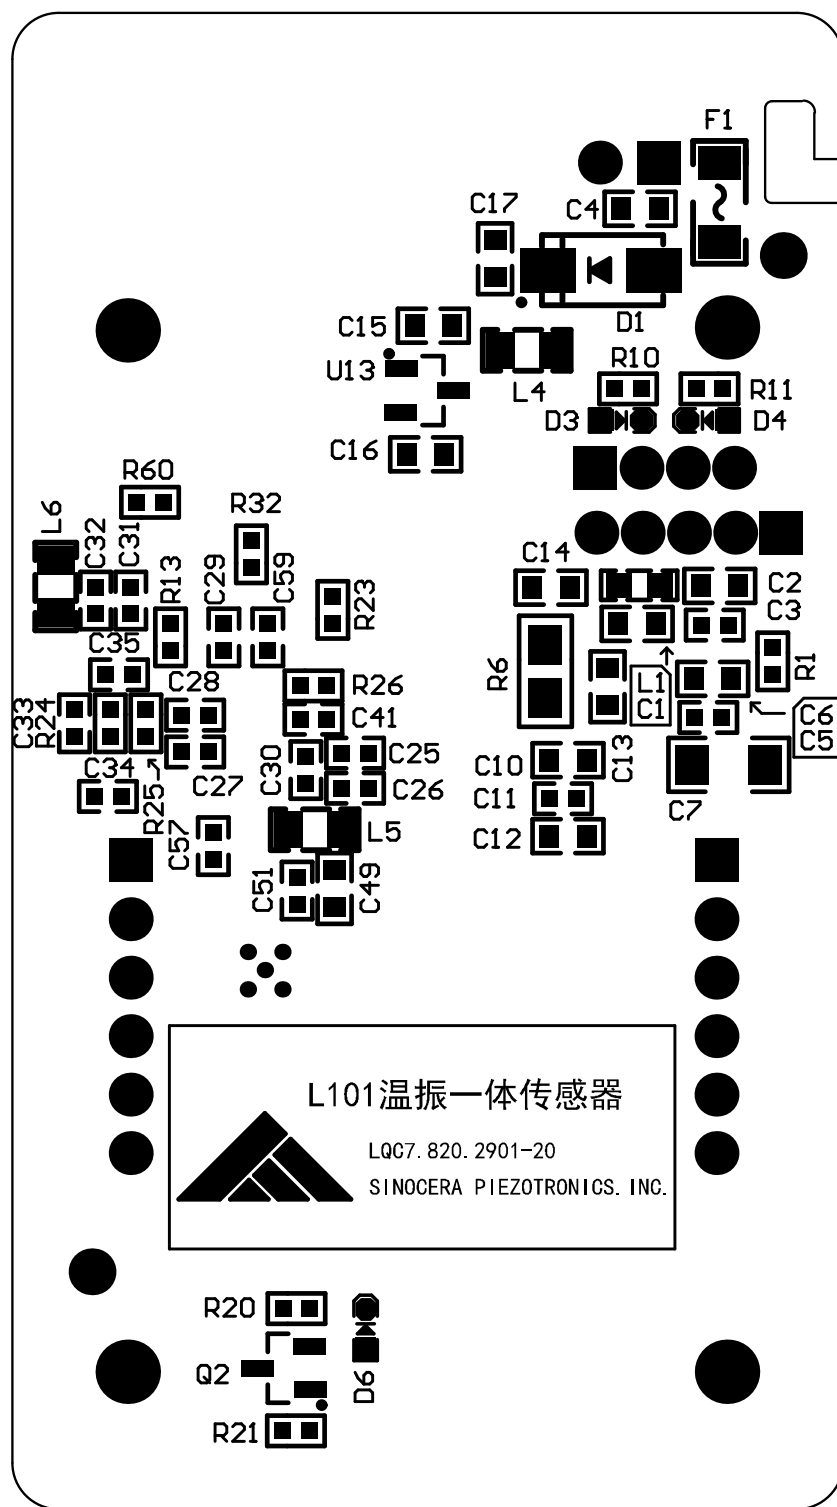 F1
C17
C4
C15
D1
U13
L4
R10
R11
D3
D4
C16
R60
R32
L6
C32
C31
R13
C29
C59
R23
C14
C2
C3
C35
R6
R1
C28
R26
L1
C1
C33
R24
C41
C6
C5
C30
C25
C10
C13
C34
R25
C27
C26
C11
C7
C57
L5
C12
C51
C49
L101温振一体传感器
LQC7.820.2901-20
SINOCERA PIEZOTRONICS.INC.
R20
Q2
D6
R21